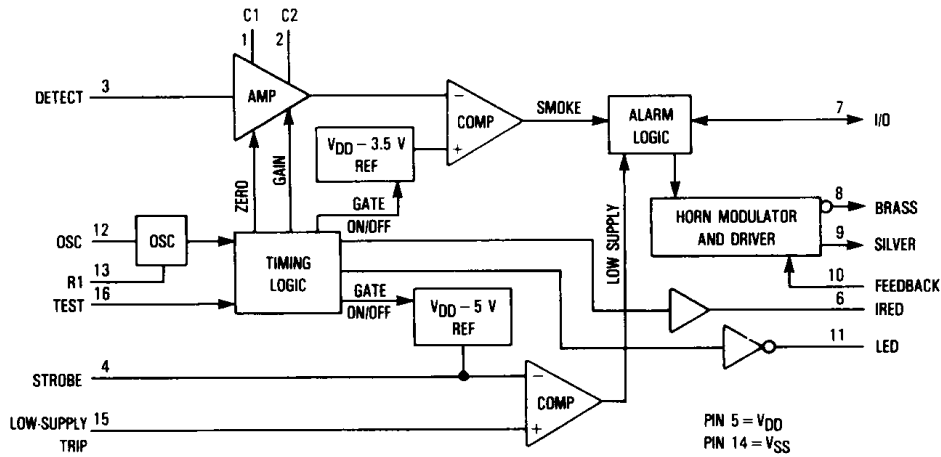 C1 C2
1 2
DETECT 3
AMP
−
COMP
+
SMOKE
ALARM
LOGIC
7 I/O
VDD − 3.5 V
REF
ZERO
GAIN
GATE
ON/OFF
LOW SUPPLY
HORN MODULATOR
AND DRIVER
8 BRASS
9 SILVER
10 FEEDBACK
OSC 12
OSC
R1 13
TEST 16
TIMING
LOGIC
GATE
ON/OFF
VDD − 5 V
REF
6 IRED
11 LED
STROBE 4
−
COMP
+
LOW-SUPPLY 15
TRIP
PIN 5 = VDD
PIN 14 = VSS